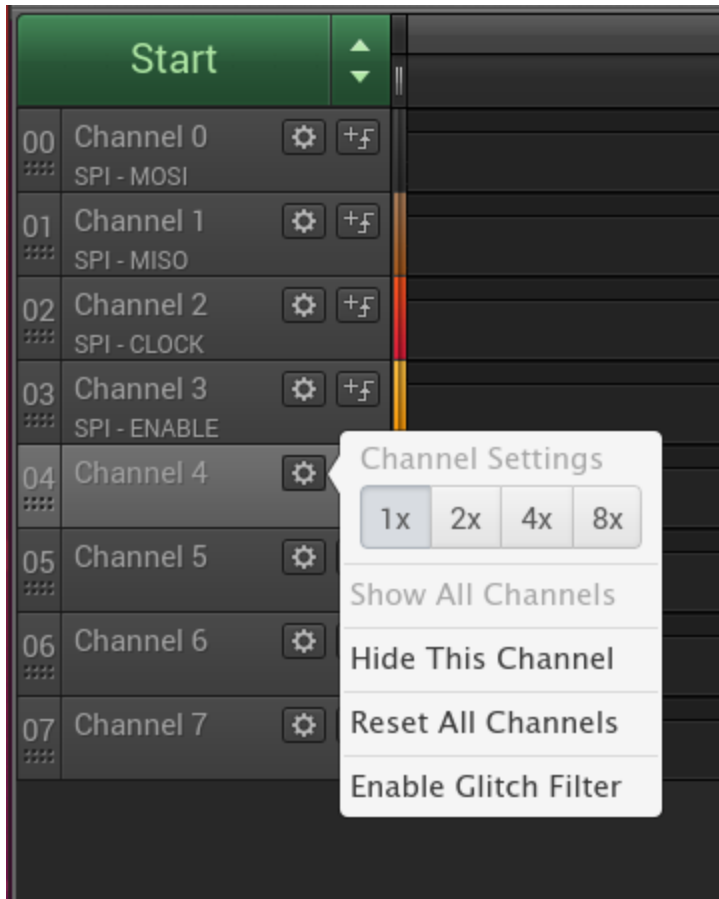 Start
00 Channel 0
SPI - MOSI
01 Channel 1
SPI - MISO
02 Channel 2
SPI - CLOCK
03 Channel 3
SPI - ENABLE
04 Channel 4
05 Channel 5
06 Channel 6
07 Channel 7
Channel Settings
1x 2x 4x 8x
Show All Channels
Hide This Channel
Reset All Channels
Enable Glitch Filter